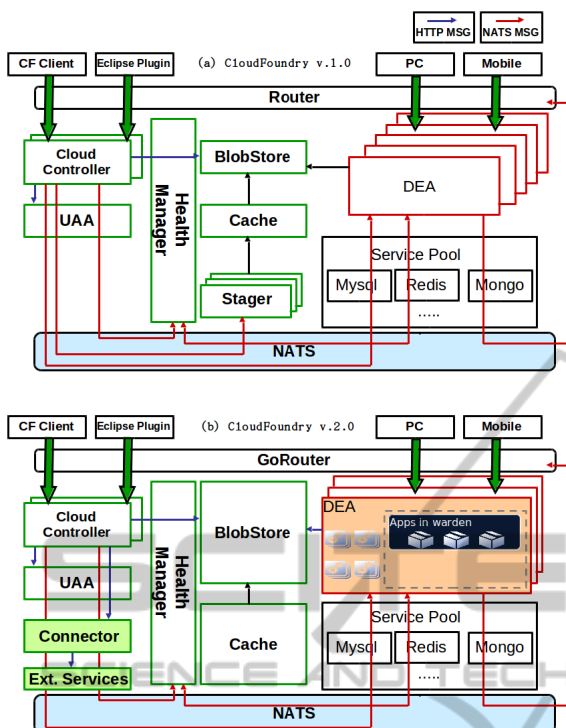 HTTP MSG NATS MSG
CF Client Eclipse Plugin (a) CloudFoundry v.1.0 PC Mobile
Router
Cloud
Controller
BlobStore
DEA
UAA
Health
Manager
Cache
Service Pool
Mysql Redis Mongo
.....
Stager
NATS
CF Client Eclipse Plugin (b) CloudFoundry v.2.0 PC Mobile
GoRouter
Cloud
Controller
BlobStore
DEA
Apps in warden
UAA
Health
Manager
Connector
Cache
Service Pool
Mysql Redis Mongo
.....
Ext. Services
NATS
SCIENCE AND TECH